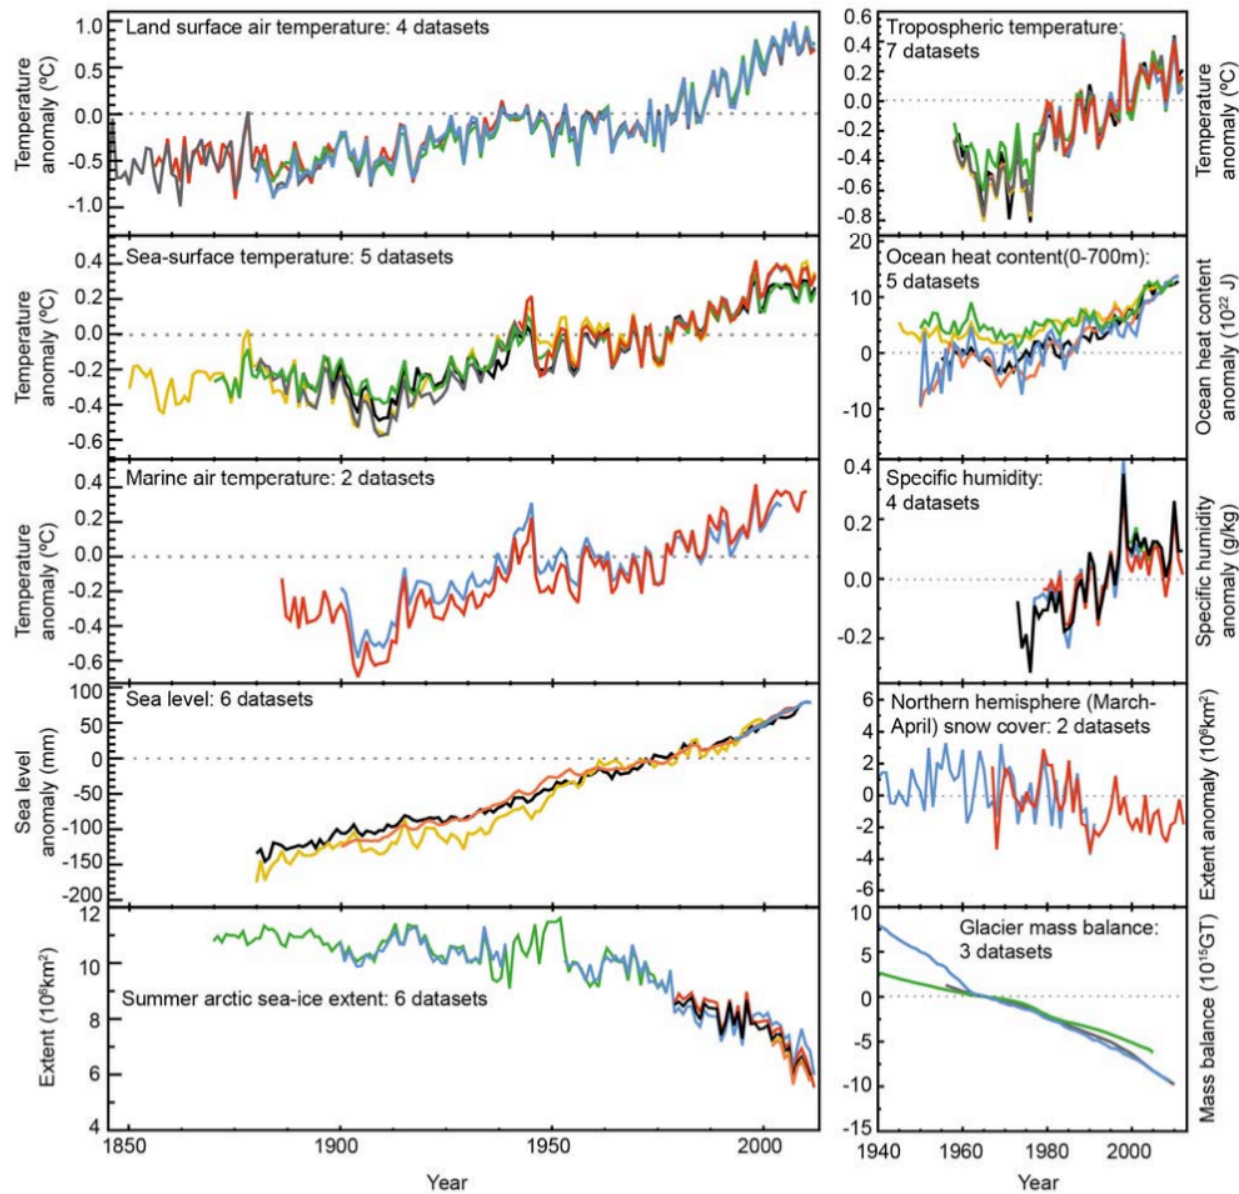 Land surface air temperature: 4 datasets
Temperature
anomaly (ºC)
1.0
0.5
0.0
-0.5
-1.0
Sea-surface temperature: 5 datasets
Temperature
anomaly (ºC)
0.4
0.2
0.0
-0.2
-0.4
-0.6
Marine air temperature: 2 datasets
Temperature
anomaly (ºC)
0.4
0.2
0.0
-0.2
-0.4
-0.6
Sea level: 6 datasets
Sea level
anomaly (mm)
100
50
0
-50
-100
-150
-200
Summer arctic sea-ice extent: 6 datasets
Extent (10⁶km²)
12
10
8
6
4
1850
1900
1950
2000
Year
Tropospheric temperature:
7 datasets
Temperature
anomaly (ºC)
0.6
0.4
0.2
0.0
-0.2
-0.4
-0.6
-0.8
Ocean heat content(0-700m):
5 datasets
Ocean heat content
anomaly (10²² J)
20
10
0
-10
Specific humidity:
4 datasets
Specific humidity
anomaly (g/kg)
0.4
0.2
0.0
-0.2
Northern hemisphere (March-
April) snow cover: 2 datasets
Extent anomaly (10⁶km²)
6
4
2
0
-2
-4
-6
Glacier mass balance:
3 datasets
Mass balance (10¹⁵GT)
10
5
0
-5
-10
-15
1940
1960
1980
2000
Year